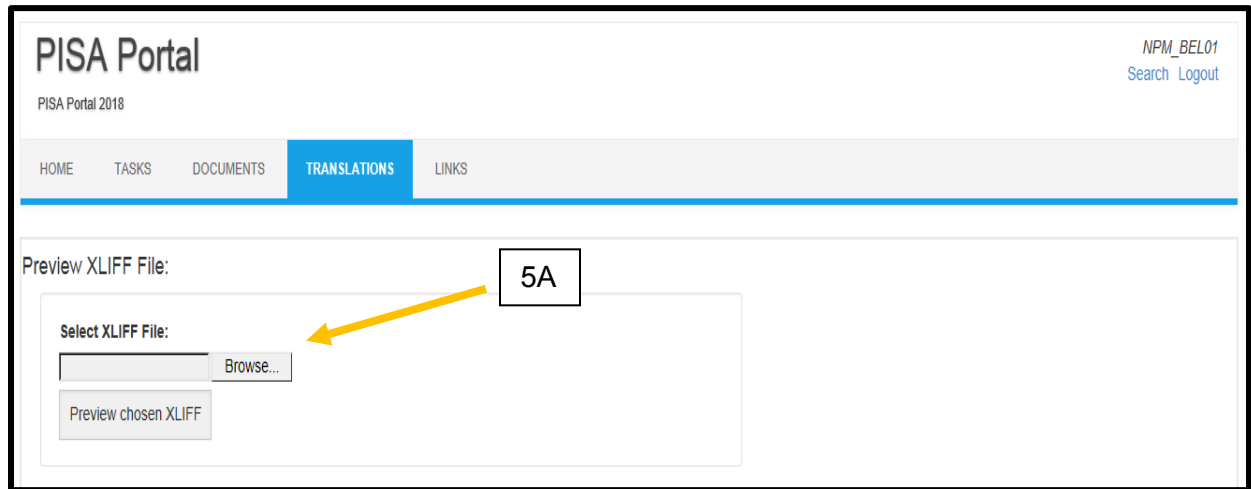 PISA Portal
NPM_BEL01
Search Logout
PISA Portal 2018
HOME TASKS DOCUMENTS TRANSLATIONS LINKS
Preview XLIFF File:
5A
Select XLIFF File:
Browse...
Preview chosen XLIFF